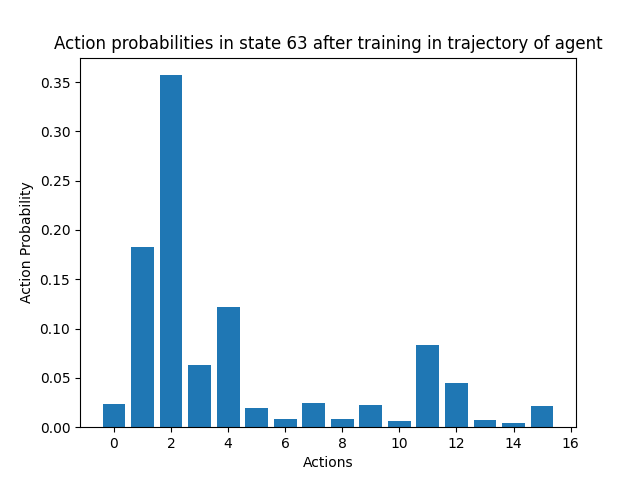 Action probabilities in state 63 after training in trajectory of agent
0.35
0.30
0.25
0.20
0.15
0.10
0.05
0.00
Action Probability
0 2 4 6 8 10 12 14 16
Actions